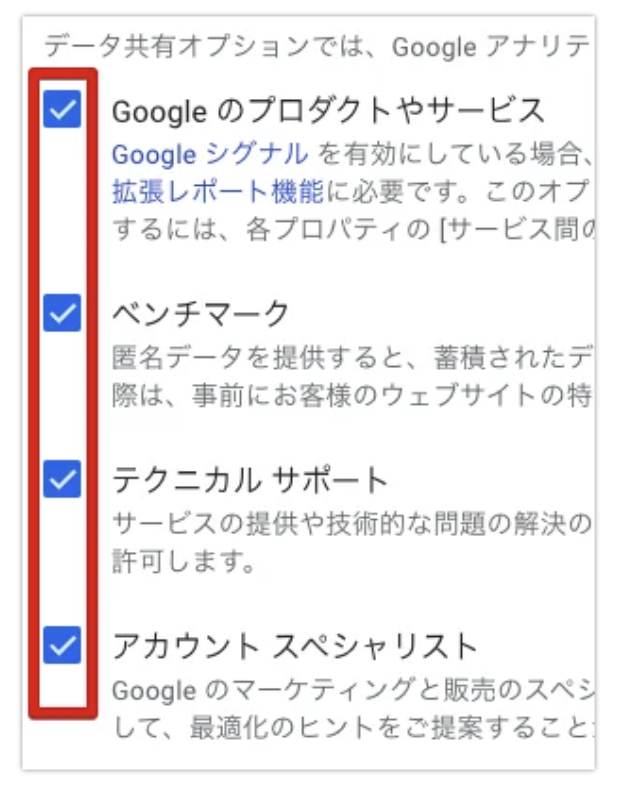 データ共有オプションでは、Google アナリテ
Google のプロダクトやサービス
Google シグナル を有効にしている場合、
拡張レポート機能に必要です。このオプ
するには、各プロパティの [サービス間の
ベンチマーク
匿名データを提供すると、蓄積されたデ
際は、事前にお客様のウェブサイトの特
テクニカル サポート
サービスの提供や技術的な問題の解決の
許可します。
アカウント スペシャリスト
Google のマーケティングと販売のスペシ
して、最適化のヒントをご提案すること